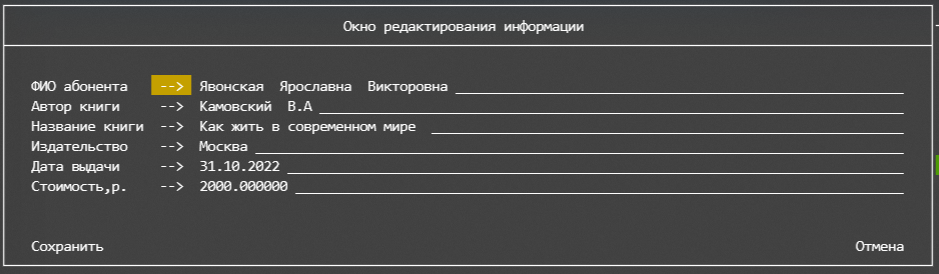 Окно редактирования информации
ФИО абонента --> Явонская Ярославна Викторовна
Автор книги --> Камовский В.А
Название книги --> Как жить в современном мире
Издательство --> Москва
Дата выдачи --> 31.10.2022
Стоимость,р. --> 2000.000000
Сохранить Отмена